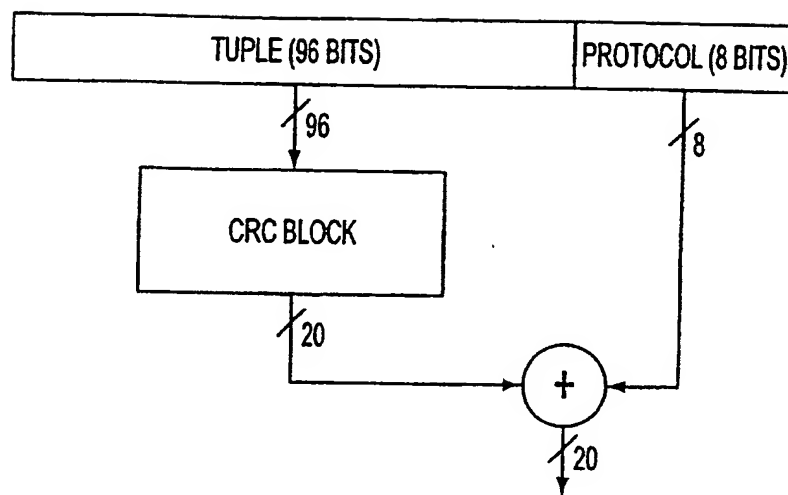 TUPLE (96 BITS)
PROTOCOL (8 BITS)
96
8
CRC BLOCK
20
+
20